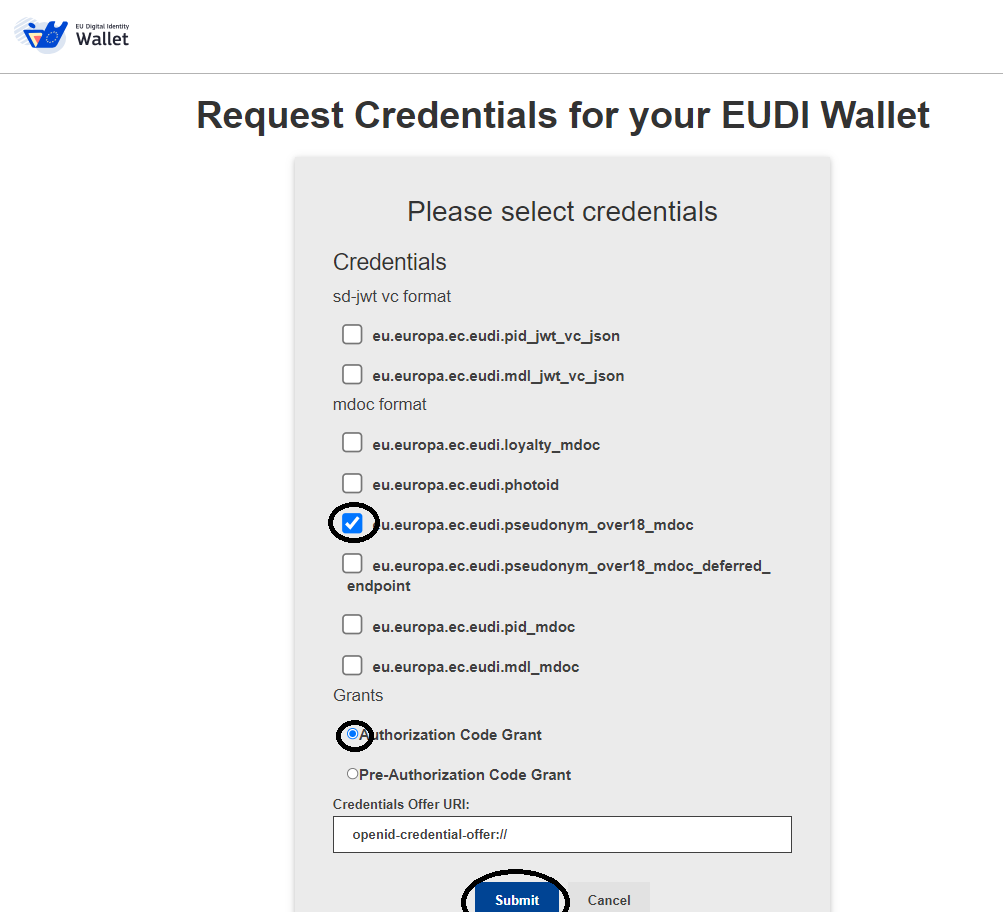 EU Digital Identity
Wallet
Request Credentials for your EUDI Wallet
Please select credentials
Credentials
sd-jwt vc format
eu.europa.ec.eudi.pid_jwt_vc_json
eu.europa.ec.eudi.mdl_jwt_vc_json
mdoc format
eu.europa.ec.eudi.loyalty_mdoc
eu.europa.ec.eudi.photoid
eu.europa.ec.eudi.pseudonym_over18_mdoc
eu.europa.ec.eudi.pseudonym_over18_mdoc_deferred_
endpoint
eu.europa.ec.eudi.pid_mdoc
eu.europa.ec.eudi.mdl_mdoc
Grants
Authorization Code Grant
Pre-Authorization Code Grant
Credentials Offer URI:
openid-credential-offer://
Submit Cancel